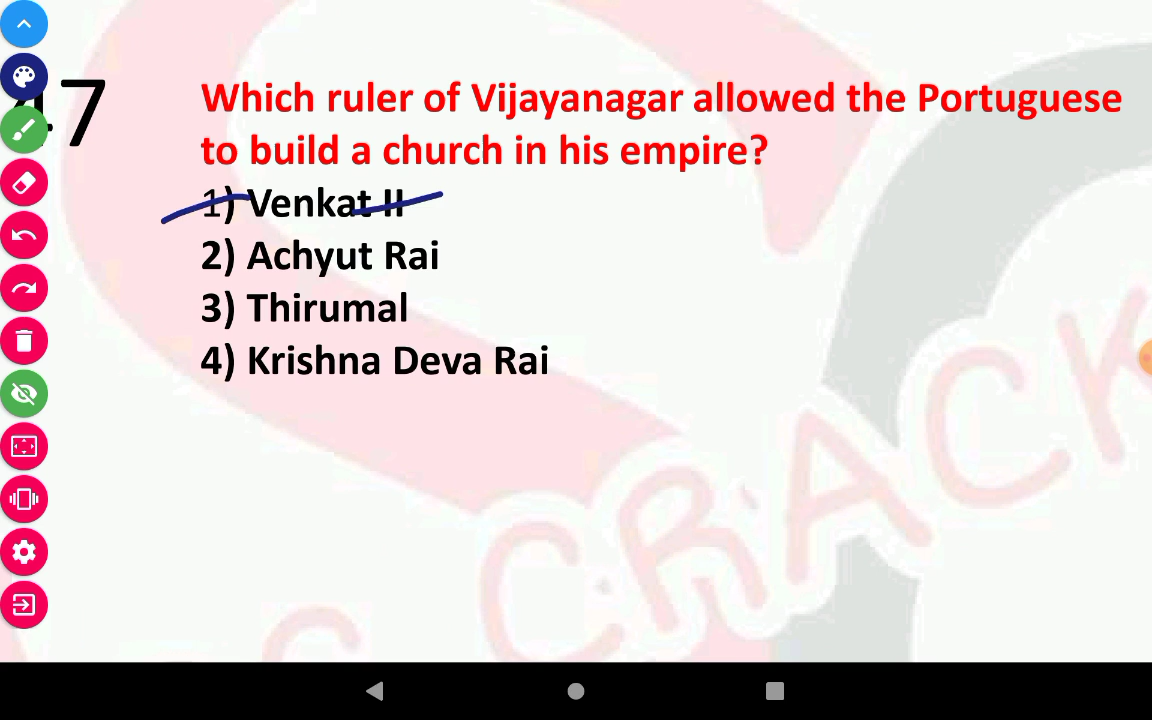 47
Which ruler of Vijayanagar allowed the Portuguese
to build a church in his empire?
1) Venkat II
2) Achyut Rai
3) Thirumal
4) Krishna Deva Rai
CRACK